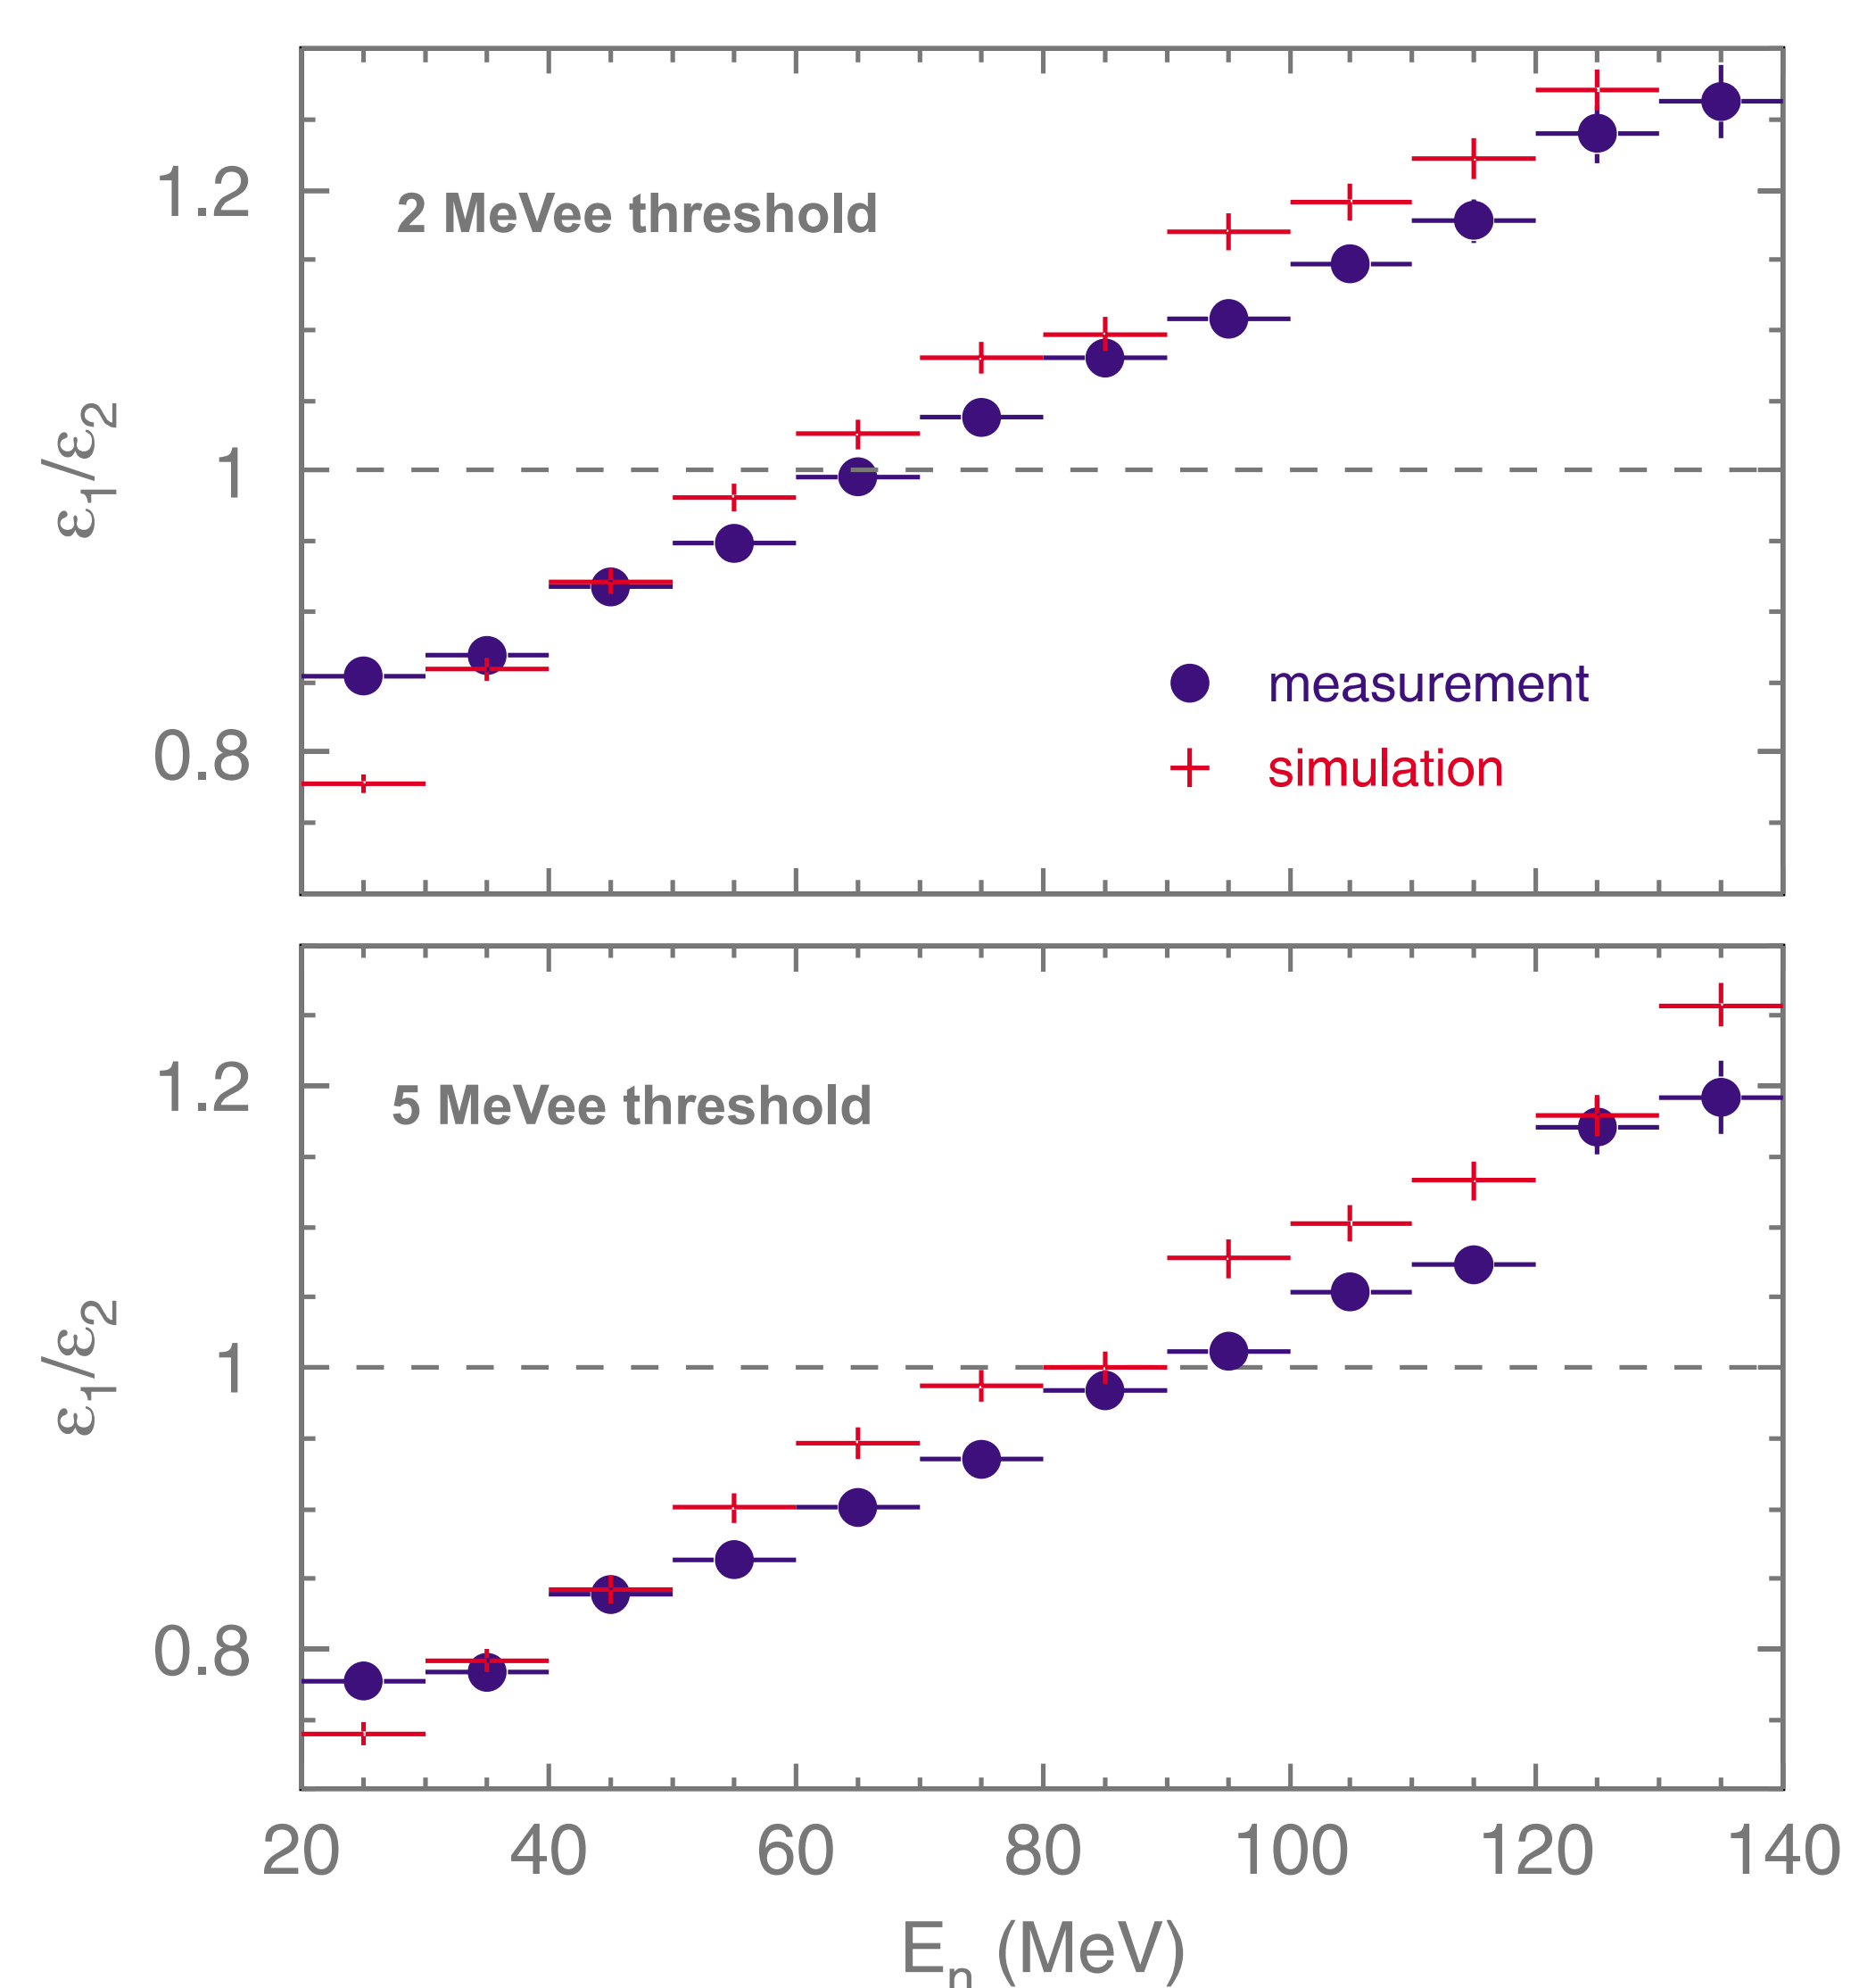 1.2
2 MeVee threshold
ε1/ε2
1
measurement
0.8
simulation
1.2
5 MeVee threshold
ε1/ε2
1
0.8
20 40 60 80 100 120 140
En (MeV)